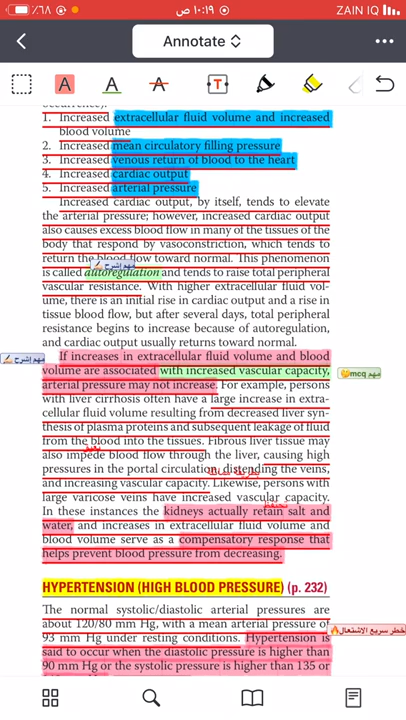 ٪٦٨ ١٠:١٩ ص ZAIN IQ
Annotate
T
occurrence).
1. Increased extracellular fluid volume and increased
blood volume
2. Increased mean circulatory filling pressure
3. Increased venous return of blood to the heart
4. Increased cardiac output
5. Increased arterial pressure
Increased cardiac output, by itself, tends to elevate
the arterial pressure; however, increased cardiac output
also causes excess blood flow in many of the tissues of the
body that respond by vasoconstriction, which tends to
return the blood flow toward normal. This phenomenon
مهم إشرح
is called autoregulation and tends to raise total peripheral
vascular resistance. With higher extracellular fluid vol-
ume, there is an initial rise in cardiac output and a rise in
tissue blood flow, but after several days, total peripheral
resistance begins to increase because of autoregulation,
and cardiac output usually returns toward normal.
مهم إشرح
If increases in extracellular fluid volume and blood
volume are associated with increased vascular capacity,
مهم mcq
arterial pressure may not increase. For example, persons
with liver cirrhosis often have a large increase in extra-
cellular fluid volume resulting from decreased liver syn-
thesis of plasma proteins and subsequent leakage of fluid
from the blood into the tissues. Fibrous liver tissue may
also impede blood flow through the liver, causing high
pressures in the portal circulation, distending the veins,
and increasing vascular capacity. Likewise, persons with
large varicose veins have increased vascular capacity.
تحتفظ
In these instances the kidneys actually retain salt and
water, and increases in extracellular fluid volume and
blood volume serve as a compensatory response that
helps prevent blood pressure from decreasing.
HYPERTENSION (HIGH BLOOD PRESSURE) (p. 232)
The normal systolic/diastolic arterial pressures are
about 120/80 mm Hg, with a mean arterial pressure of
خطر سريع الاشتعال
93 mm Hg under resting conditions. Hypertension is
said to occur when the diastolic pressure is higher than
90 mm Hg or the systolic pressure is higher than 135 or